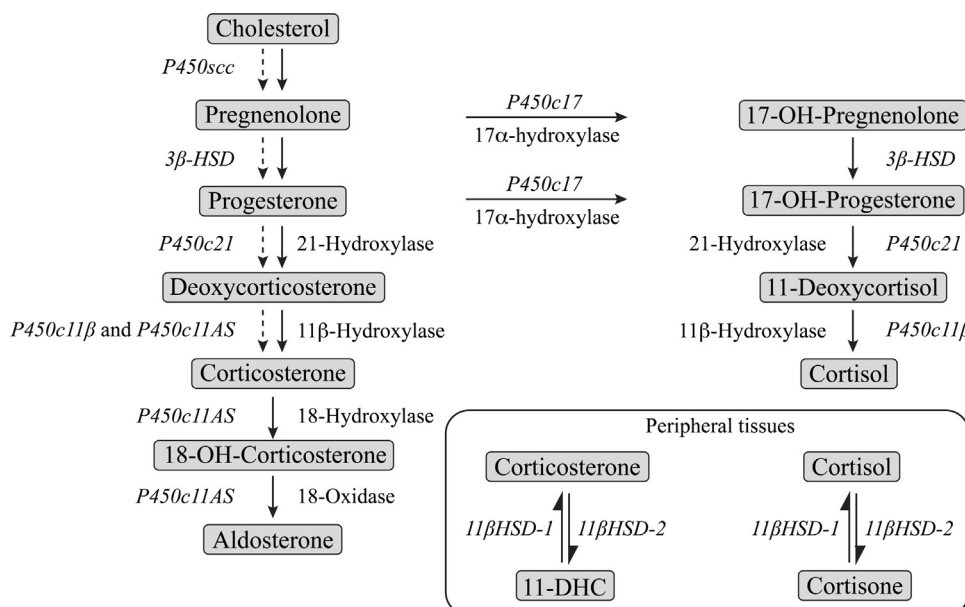 Cholesterol
P450scc
Pregnenolone
P450c17
17α-hydroxylase
17-OH-Pregnenolone
3β-HSD
3β-HSD
Progesterone
P450c17
17α-hydroxylase
17-OH-Progesterone
P450c21
21-Hydroxylase
21-Hydroxylase
P450c21
Deoxycorticosterone
11-Deoxycortisol
P450c11β and P450c11AS
11β-Hydroxylase
11β-Hydroxylase
P450c11β
Corticosterone
Cortisol
P450c11AS
18-Hydroxylase
18-OH-Corticosterone
P450c11AS
18-Oxidase
Aldosterone
Peripheral tissues
Corticosterone
Cortisol
11βHSD-1
11βHSD-2
11βHSD-1
11βHSD-2
11-DHC
Cortisone